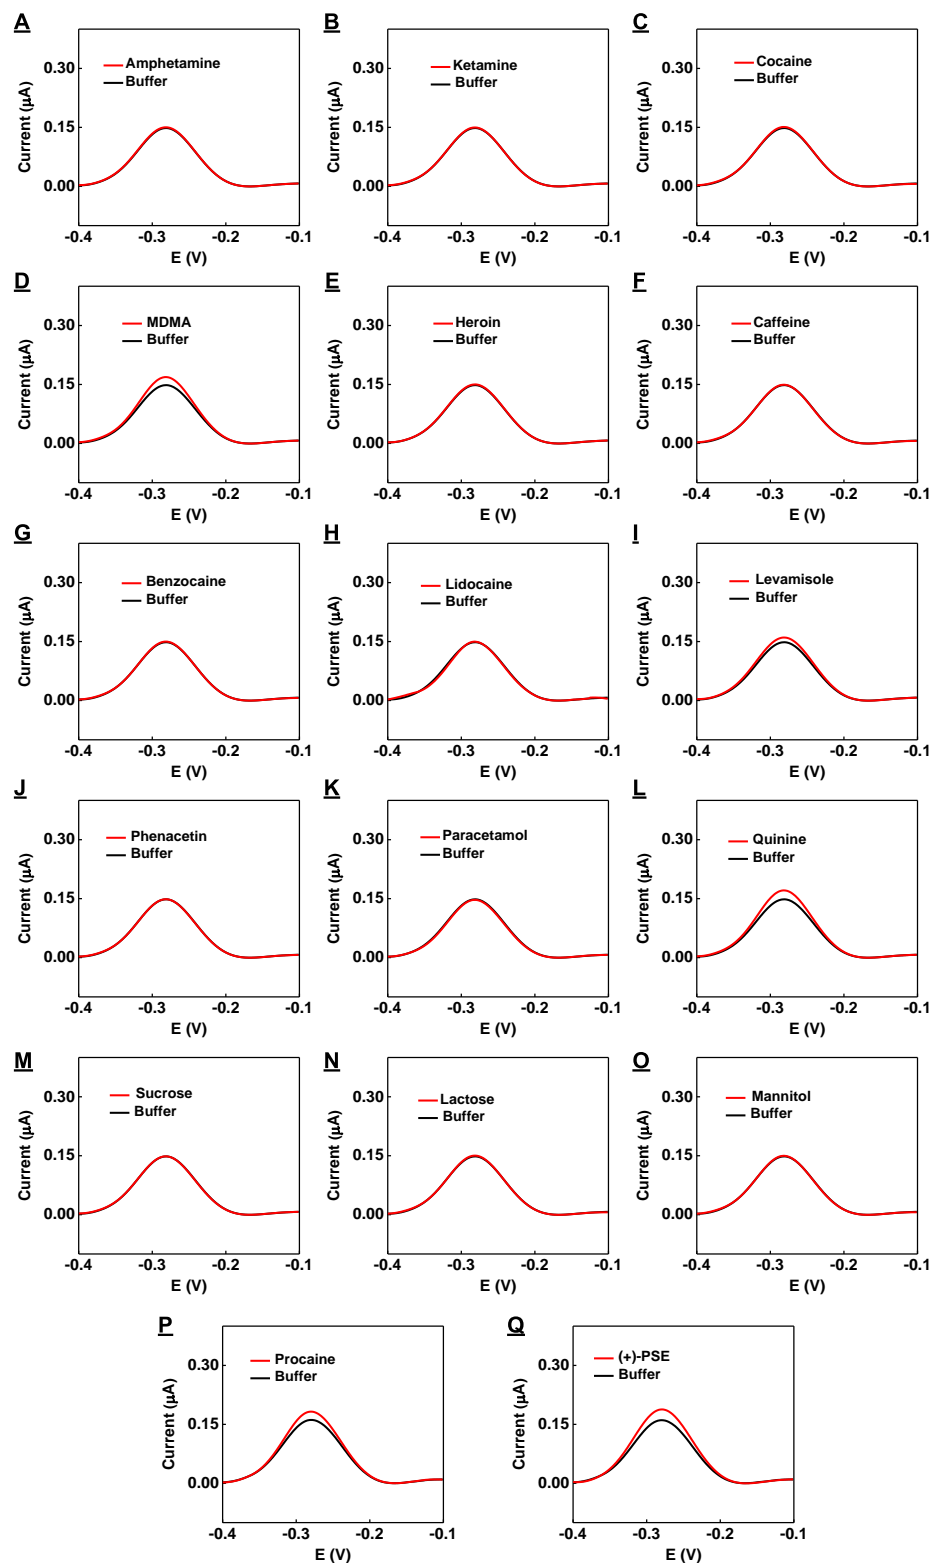 A
B
C
Current (μA)
0.30
0.15
0.00
Amphetamine
Buffer
-0.4
-0.3
-0.2
-0.1
E (V)
Current (μA)
0.30
0.15
0.00
Ketamine
Buffer
-0.4
-0.3
-0.2
-0.1
E (V)
Current (μA)
0.30
0.15
0.00
Cocaine
Buffer
-0.4
-0.3
-0.2
-0.1
E (V)
D
E
F
Current (μA)
0.30
0.15
0.00
MDMA
Buffer
-0.4
-0.3
-0.2
-0.1
E (V)
Current (μA)
0.30
0.15
0.00
Heroin
Buffer
-0.4
-0.3
-0.2
-0.1
E (V)
Current (μA)
0.30
0.15
0.00
Caffeine
Buffer
-0.4
-0.3
-0.2
-0.1
E (V)
G
H
I
Current (μA)
0.30
0.15
0.00
Benzocaine
Buffer
-0.4
-0.3
-0.2
-0.1
E (V)
Current (μA)
0.30
0.15
0.00
Lidocaine
Buffer
-0.4
-0.3
-0.2
-0.1
E (V)
Current (μA)
0.30
0.15
0.00
Levamisole
Buffer
-0.4
-0.3
-0.2
-0.1
E (V)
J
K
L
Current (μA)
0.30
0.15
0.00
Phenacetin
Buffer
-0.4
-0.3
-0.2
-0.1
E (V)
Current (μA)
0.30
0.15
0.00
Paracetamol
Buffer
-0.4
-0.3
-0.2
-0.1
E (V)
Current (μA)
0.30
0.15
0.00
Quinine
Buffer
-0.4
-0.3
-0.2
-0.1
E (V)
M
N
O
Current (μA)
0.30
0.15
0.00
Sucrose
Buffer
-0.4
-0.3
-0.2
-0.1
E (V)
Current (μA)
0.30
0.15
0.00
Lactose
Buffer
-0.4
-0.3
-0.2
-0.1
E (V)
Current (μA)
0.30
0.15
0.00
Mannitol
Buffer
-0.4
-0.3
-0.2
-0.1
E (V)
P
Q
Current (μA)
0.30
0.15
0.00
Procaine
Buffer
-0.4
-0.3
-0.2
-0.1
E (V)
Current (μA)
0.30
0.15
0.00
(+)-PSE
Buffer
-0.4
-0.3
-0.2
-0.1
E (V)